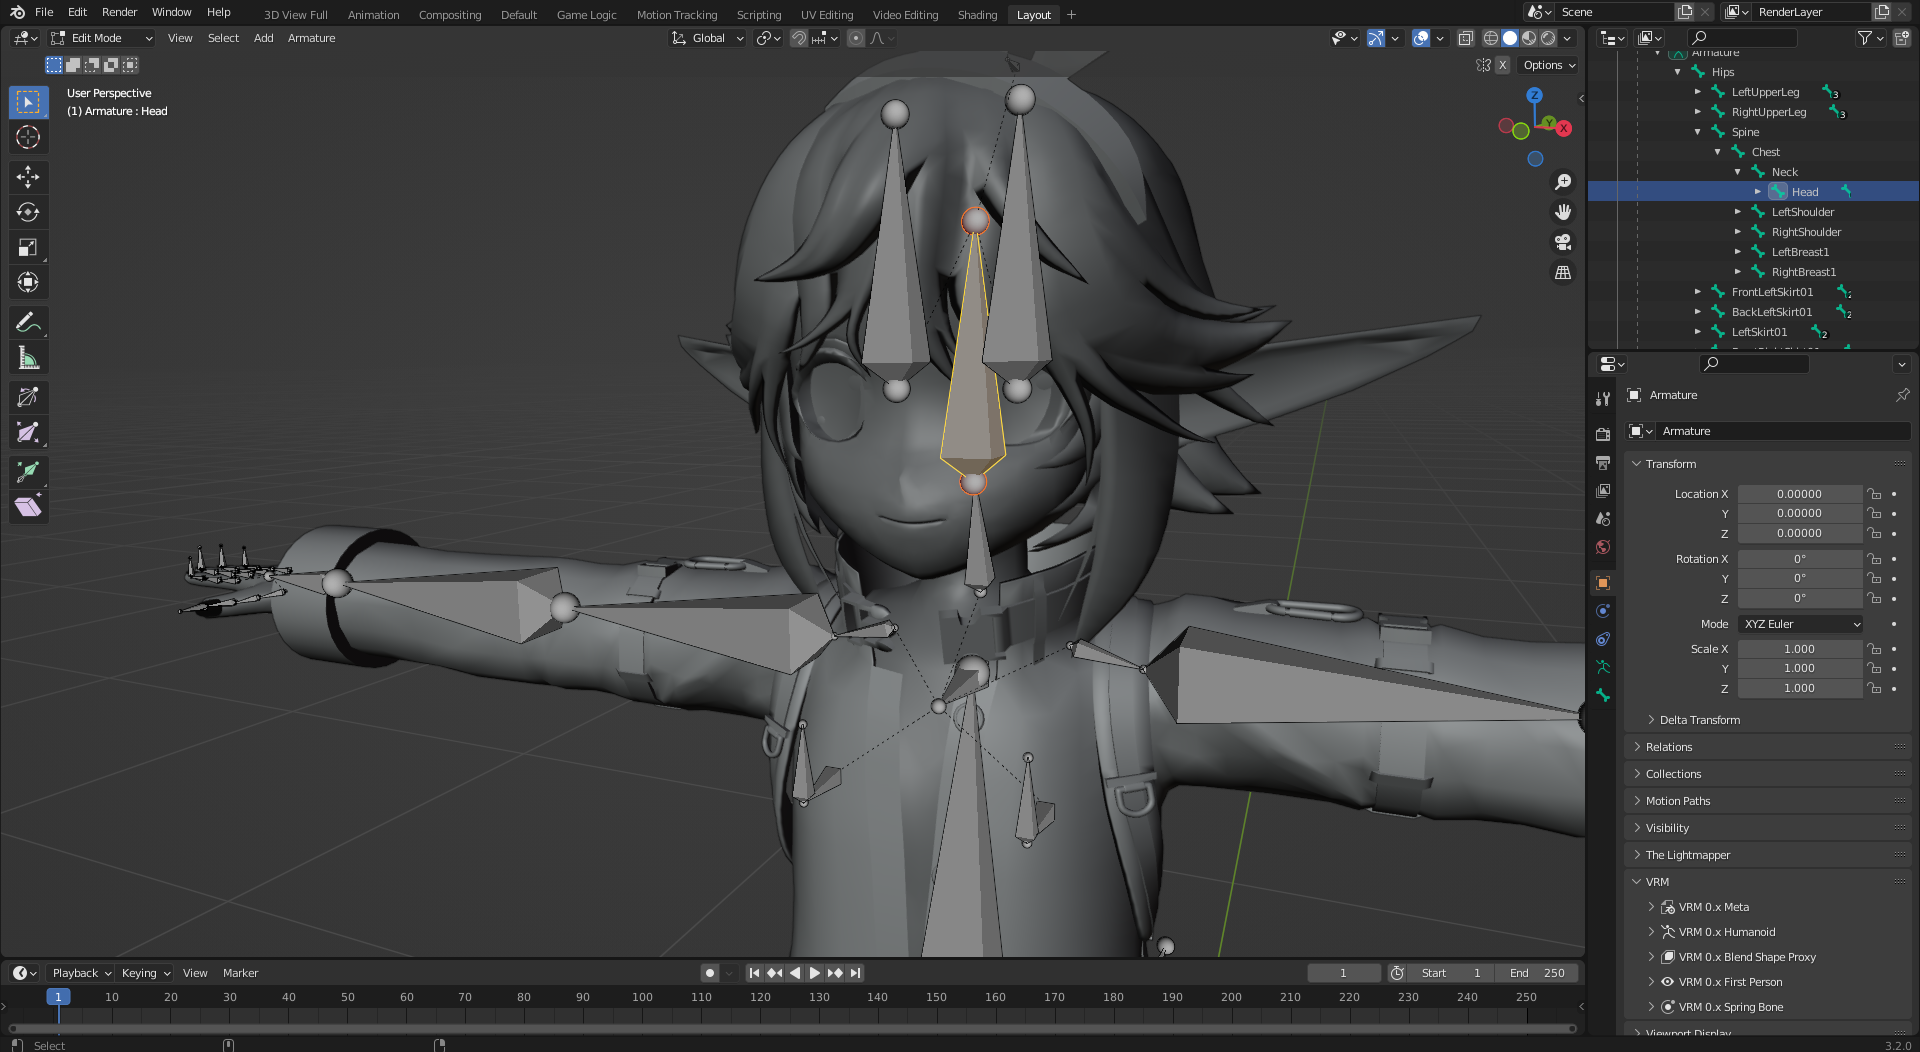 File Edit Render Window Help 3D View Full Animation Compositing Default Game Logic Motion Tracking Scripting UV Editing Video Editing Shading Layout + Scene RenderLayer
Edit Mode View Select Add Armature Global
X Options
User Perspective
(1) Armature : Head
Z
Y
X
Armature
Hips
LeftUpperLeg 3
RightUpperLeg 3
Spine
Chest
Neck
Head
LeftShoulder
RightShoulder
LeftBreast1
RightBreast1
FrontLeftSkirt01 2
BackLeftSkirt01 2
LeftSkirt01 2
Armature
Armature
Transform
Location X 0.00000
Y 0.00000
Z 0.00000
Rotation X 0°
Y 0°
Z 0°
Mode XYZ Euler
Scale X 1.000
Y 1.000
Z 1.000
Delta Transform
Relations
Collections
Motion Paths
Visibility
The Lightmapper
VRM
VRM 0.x Meta
VRM 0.x Humanoid
VRM 0.x Blend Shape Proxy
VRM 0.x First Person
VRM 0.x Spring Bone
Viewport Display
Playback Keying View Marker 1 Start 1 End 250
1 10 20 30 40 50 60 70 80 90 100 110 120 130 140 150 160 170 180 190 200 210 220 230 240 250
Select 3.2.0